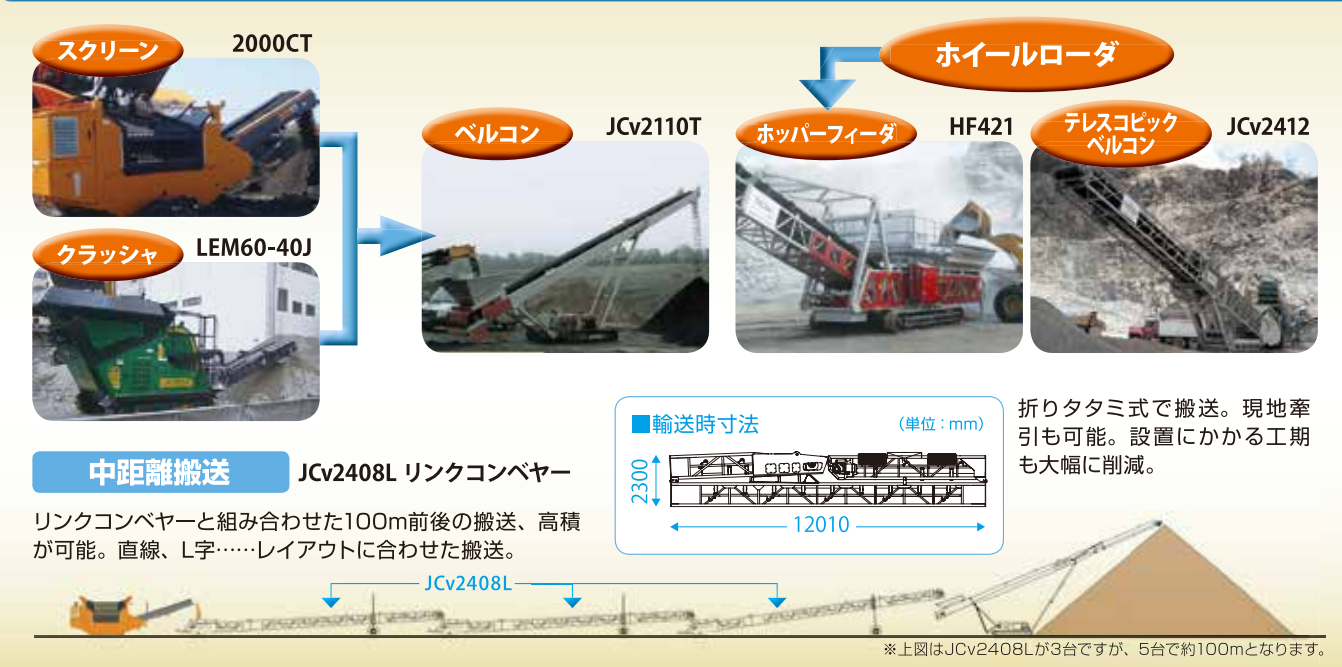 スクリーン
2000CT
ホイールローダ
ベルコン
JCv2110T
ホッパーフィーダ
HF421
テレスコピック
ベルコン
JCv2412
クラッシャ
LEM60-40J
中距離搬送
JCv2408L リンクコンベヤー
リンクコンベヤーと組み合わせた100m前後の搬送、高積
が可能。直線、L字……レイアウトに合わせた搬送。
■輸送時寸法
(単位:mm)
2300
12010
折りタタミ式で搬送。現地牽
引も可能。設置にかかる工期
も大幅に削減。
JCv2408L
※上図はJCv2408Lが3台ですが、5台で約100mとなります。